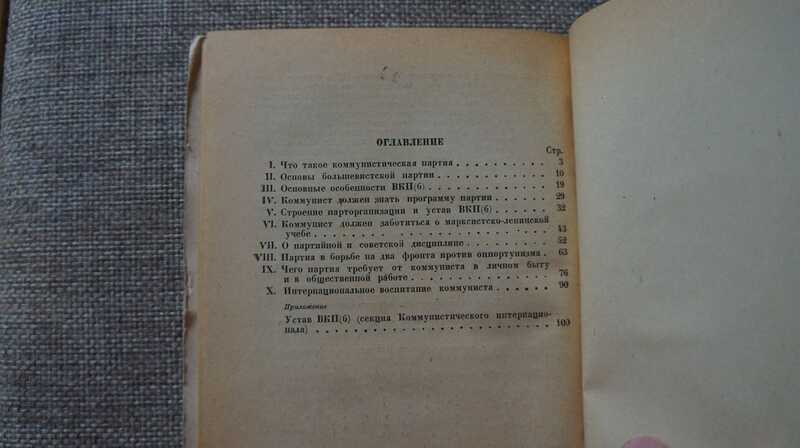 ОГЛАВЛЕНИЕ
Стр.
I. Что такое коммунистическая партия . . . . . . . . . . 3
II. Основы большевистской партии . . . . . . . . . . . . 10
III. Основные особенности ВКП(б) . . . . . . . . . . . . . 19
IV. Коммунист должен знать программу партии . . . . . . 29
V. Строение парторганизации и устав ВКП(б) . . . . . . . 32
VI. Коммунист должен заботиться о марксистско-ленинской
учебе . . . . . . . . . . . . . . . . . . . . . . . 43
VII. О партийной и советской дисциплине . . . . . . . . . 52
VIII. Партия в борьбе на два фронта против оппортунизма . . 63
IX. Чего партия требует от коммуниста в личном быту
и в общественной работе . . . . . . . . . . . . . . . 76
X. Интернациональное воспитание коммуниста . . . . . . . 90
Приложение
Устав ВКП(б) (секция Коммунистического интернацио-
нала) . . . . . . . . . . . . . . . . . . . . . . . 100